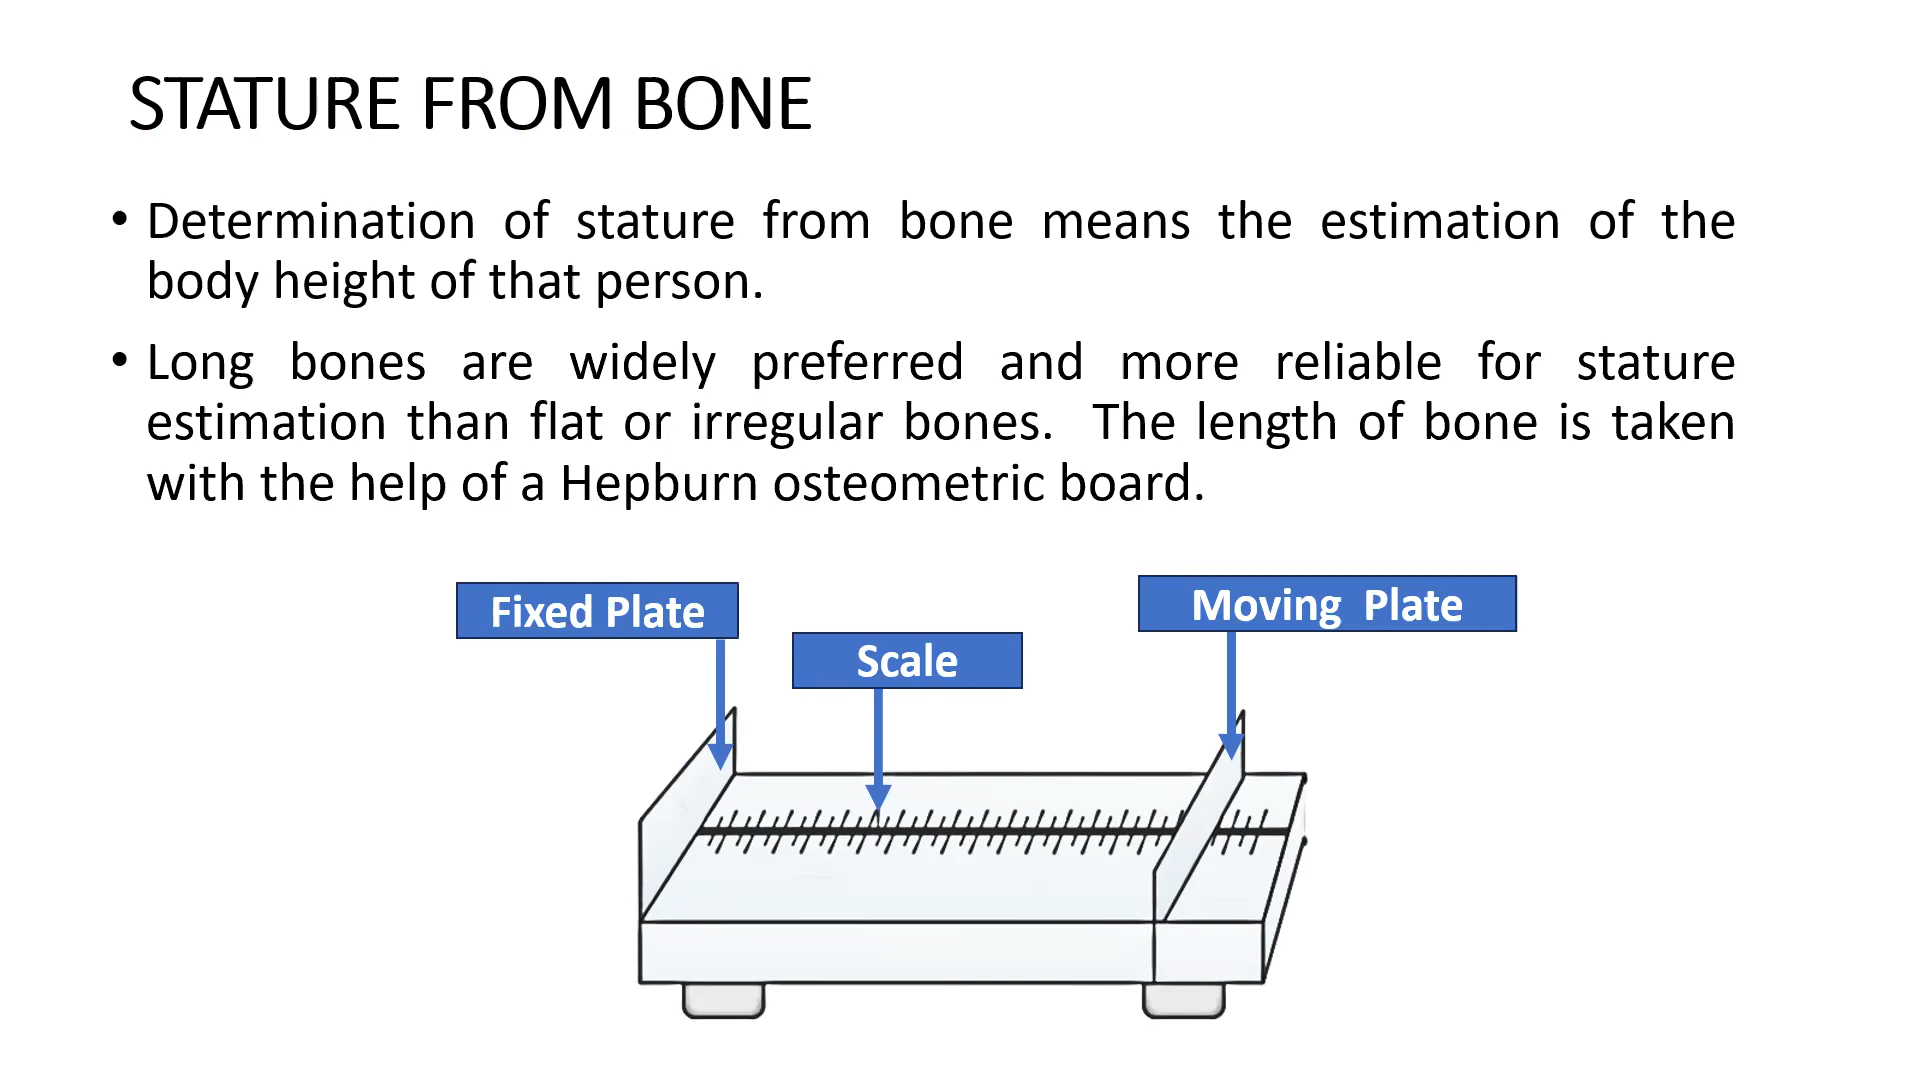 STATURE FROM BONE
• Determination of stature from bone means the estimation of the
body height of that person.
• Long bones are widely preferred and more reliable for stature
estimation than flat or irregular bones.  The length of bone is taken
with the help of a Hepburn osteometric board.
Fixed Plate
Scale
Moving  Plate